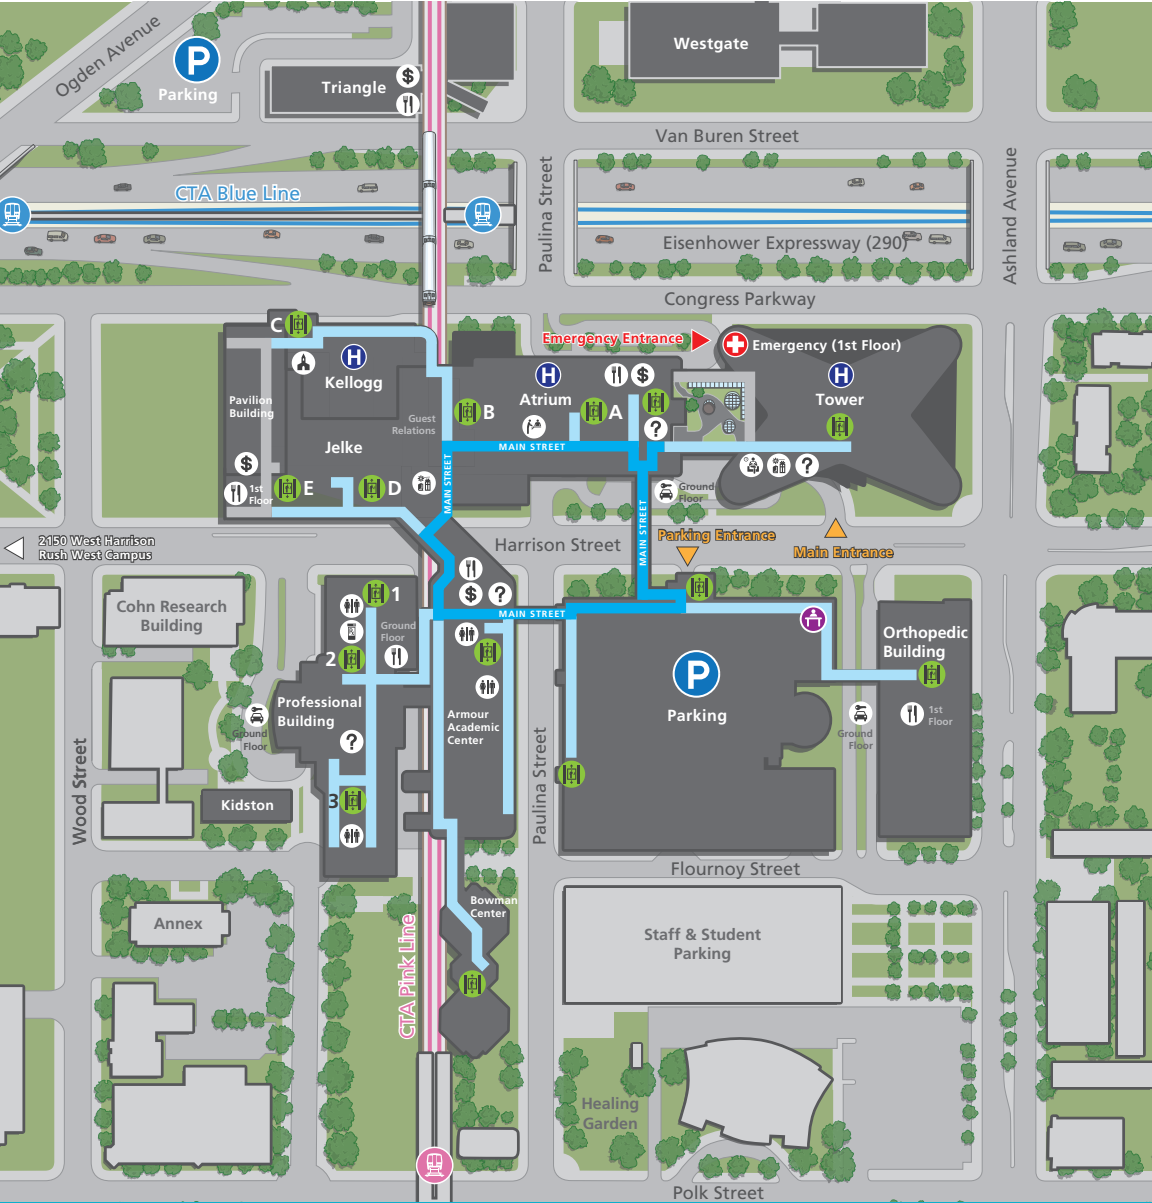 Westgate
Ogden Avenue
P
Parking
Triangle
$
Van Buren Street
CTA Blue Line
Paulina Street
Ashland Avenue
Eisenhower Expressway (290)
Congress Parkway
C
Emergency Entrance
Emergency (1st Floor)
H
Kellogg
H
Atrium
$
H
Tower
Pavilion
Building
Guest
Relations
B
A
?
Jelke
MAIN STREET
$
1st
Floor
E
D
MAIN STREET
Ground
Floor
?
MAIN STREET
2150 West Harrison
Rush West Campus
Harrison Street
Parking Entrance
Main Entrance
$
?
Cohn Research
Building
1
Ground
Floor
2
MAIN STREET
Orthopedic
Building
P
Parking
Professional
Building
Ground
Floor
Armour
Academic
Center
Ground
Floor
1st
Floor
?
Wood Street
Kidston
3
Paulina Street
Flournoy Street
Annex
Bowman
Center
CTA Pink Line
Staff & Student
Parking
Healing
Garden
Polk Street